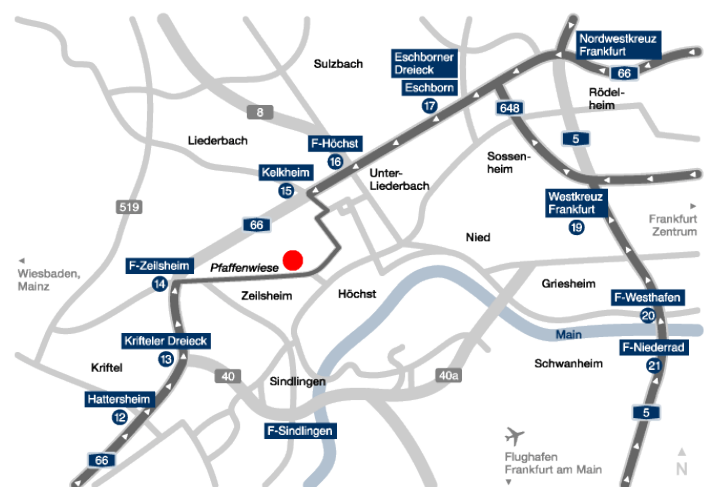 Nordwestkreuz
Frankfurt
Sulzbach
Eschborner
Dreieck
Eschborn
17
66
Rödel-
heim
648
8
5
Liederbach
F-Höchst
16
Sossen-
heim
Kelkheim
15
Unter-
Liederbach
519
Westkreuz
Frankfurt
19
Frankfurt
Zentrum
66
Nied
F-Zeilsheim
14
Pfaffenwiese
Wiesbaden,
Mainz
Zeilsheim
Höchst
Griesheim
F-Westhafen
20
Main
Krifteler Dreieck
13
F-Niederrad
21
Kriftel
Schwanheim
40
Sindlingen
40a
Hattersheim
12
5
F-Sindlingen
66
Flughafen
Frankfurt am Main
N